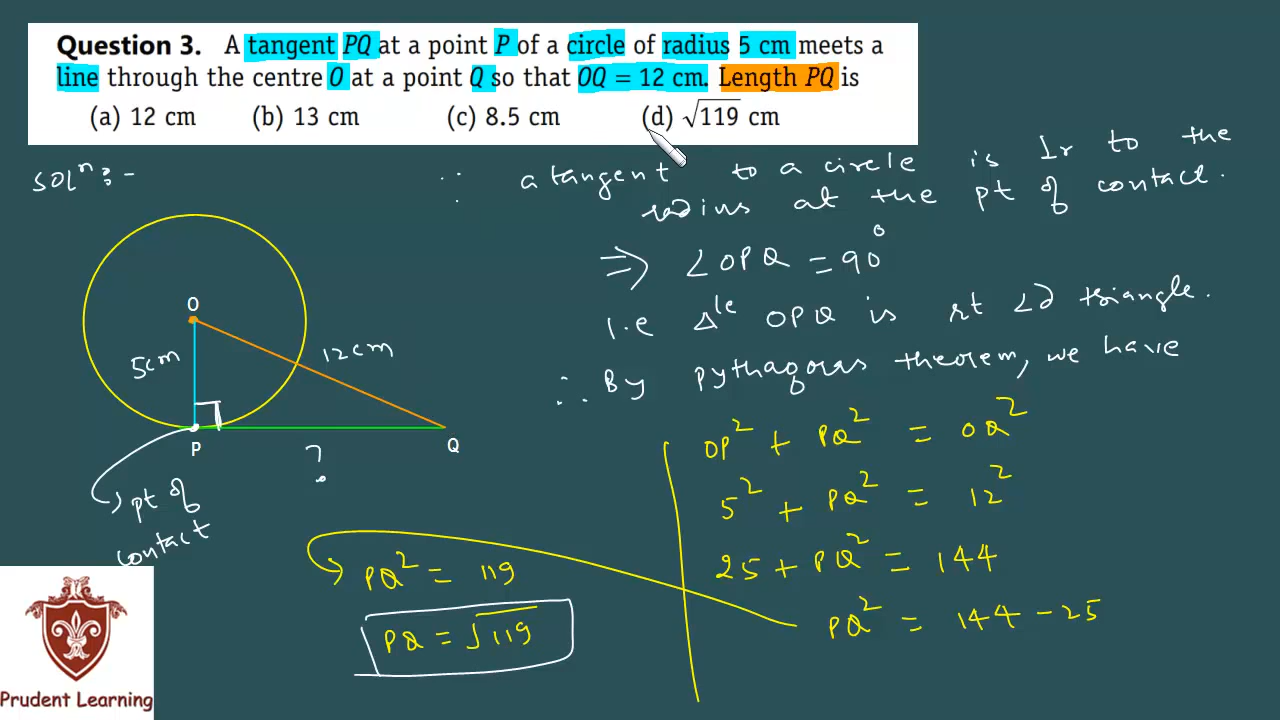 Question 3. A tangent PQ at a point P of a circle of radius 5 cm meets a
line through the centre O at a point Q so that OQ = 12 cm. Length PQ is
(a) 12 cm (b) 13 cm (c) 8.5 cm (d) √119 cm
SOLⁿ:-
∵ a tangent to a circle is ⊥r to the
radius at the pt of contact.
⇒ ∠OPQ = 90°
i.e Δle OPQ is rt ∠d triangle.
∴ By pythagoras theorem, we have
OP² + PQ² = OQ²
5² + PQ² = 12²
25 + PQ² = 144
PQ² = 144 - 25
PQ² = 119
PQ = √119
O
5cm
12cm
P
Q
?
pt of
contact
Prudent Learning